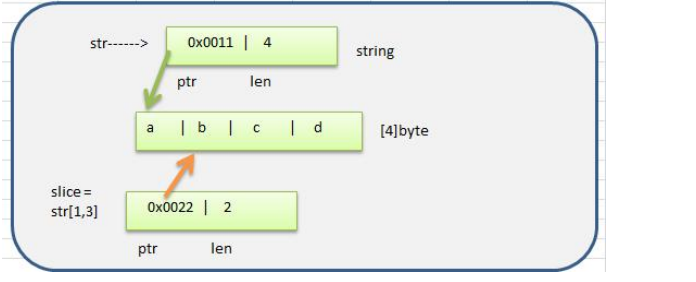 str------> 0x0011 | 4 string
ptr len
a | b | c | d [4]byte
slice =
str[1,3] 0x0022 | 2
ptr len